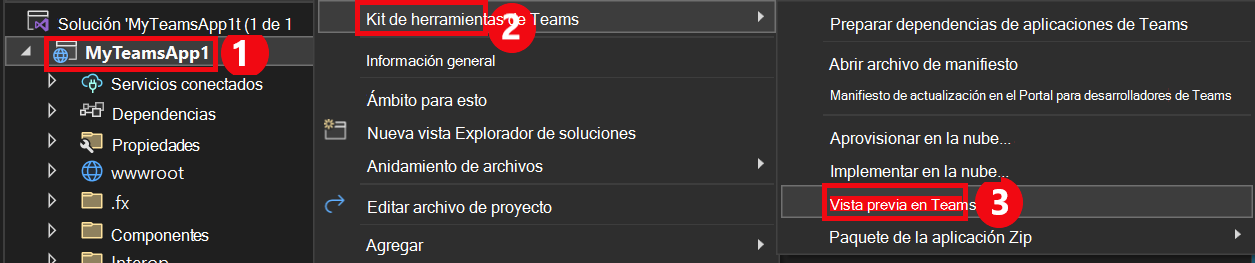 Solución 'MyTeamsApp1t (1 de 1
MyTeamsApp1
1
Servicios conectados
Dependencias
Propiedades
wwwroot
.fx
Componentes
Interop
Kit de herramientas de Teams
2
Información general
Ámbito para esto
Nueva vista Explorador de soluciones
Anidamiento de archivos
Editar archivo de proyecto
Agregar
Preparar dependencias de aplicaciones de Teams
Abrir archivo de manifiesto
Manifiesto de actualización en el Portal para desarrolladores de Teams
Aprovisionar en la nube...
Implementar en la nube...
Vista previa en Teams
3
Paquete de la aplicación Zip